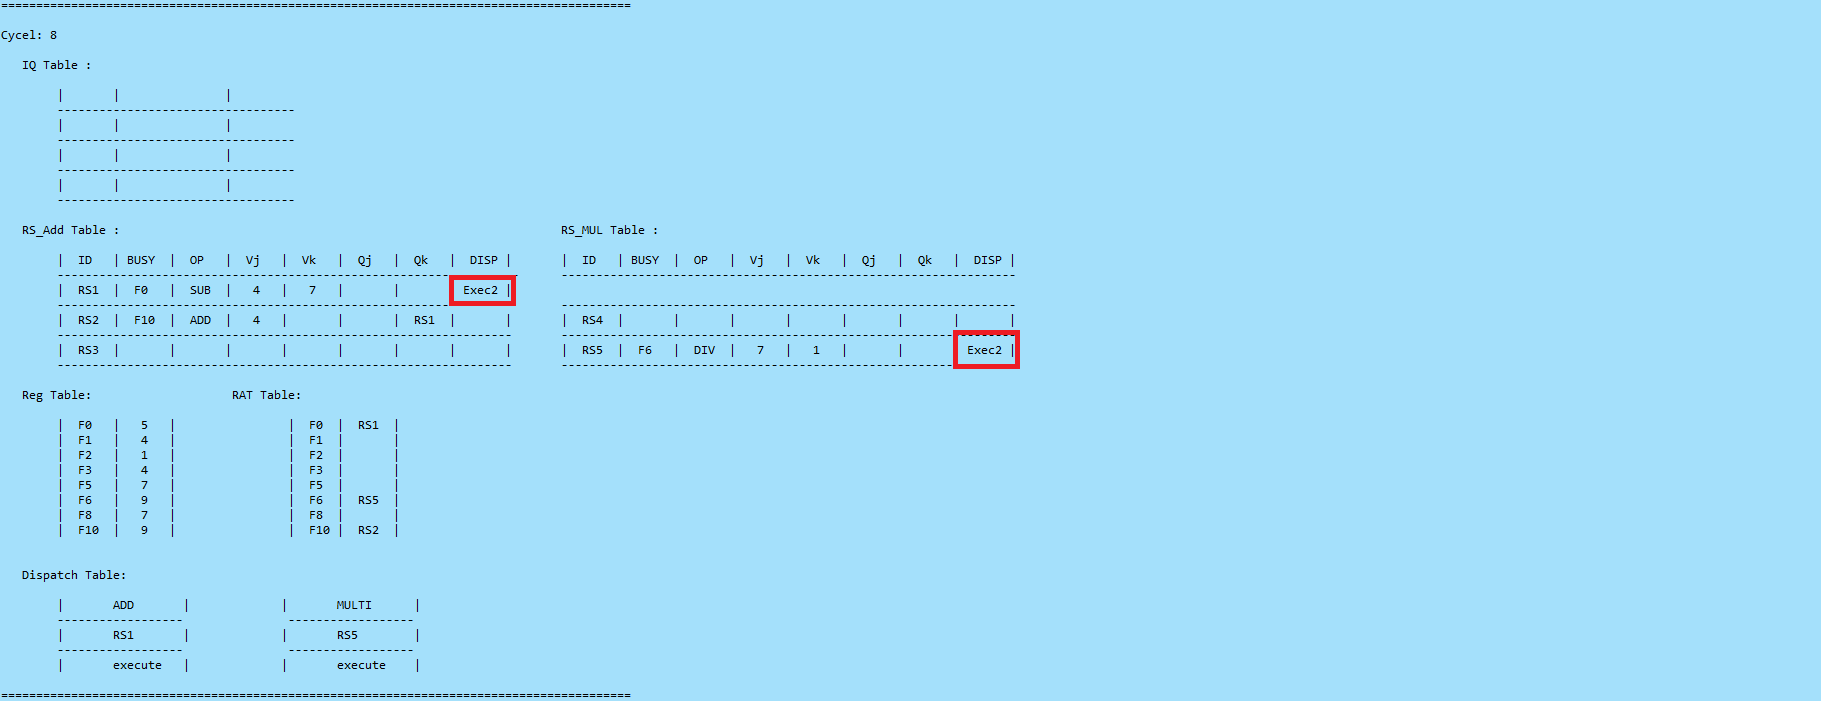 ==========================================================================================
Cycel: 8
IQ Table :
|       |               |
----------------------------------
|       |               |
----------------------------------
|       |               |
----------------------------------
|       |               |
----------------------------------
RS_Add Table :                                                               RS_MUL Table :
|  ID   | BUSY  |  OP   |  Vj   |  Vk   |  Qj   |  Qk   |  DISP |       |  ID   | BUSY  |  OP   |  Vj   |  Vk   |  Qj   |  Qk   |  DISP |
------------------------------------------------------------------      -----------------------------------------------------------------
|  RS1  |  F0   |  SUB  |   4   |   7   |       |       | Exec2 |
-----------------------------------------------------------------       -----------------------------------------------------------------
|  RS2  |  F10  |  ADD  |   4   |       |       |  RS1  |       |       |  RS4  |       |       |       |       |       |       |       |
-----------------------------------------------------------------       -----------------------------------------------------------------
|  RS3  |       |       |       |       |       |       |       |       |  RS5  |  F6   |  DIV  |   7   |   1   |       |       | Exec2 |
-----------------------------------------------------------------       -----------------------------------------------------------------
Reg Table:                    RAT Table:
|  F0   |   5   |                |  F0  |  RS1  |
|  F1   |   4   |                |  F1  |       |
|  F2   |   1   |                |  F2  |       |
|  F3   |   4   |                |  F3  |       |
|  F5   |   7   |                |  F5  |       |
|  F6   |   9   |                |  F6  |  RS5  |
|  F8   |   7   |                |  F8  |       |
|  F10  |   9   |                |  F10 |  RS2  |
Dispatch Table:
|       ADD       |             |       MULTI      |
------------------               ------------------
|       RS1       |             |       RS5        |
------------------               ------------------
|       execute   |             |       execute    |
==========================================================================================